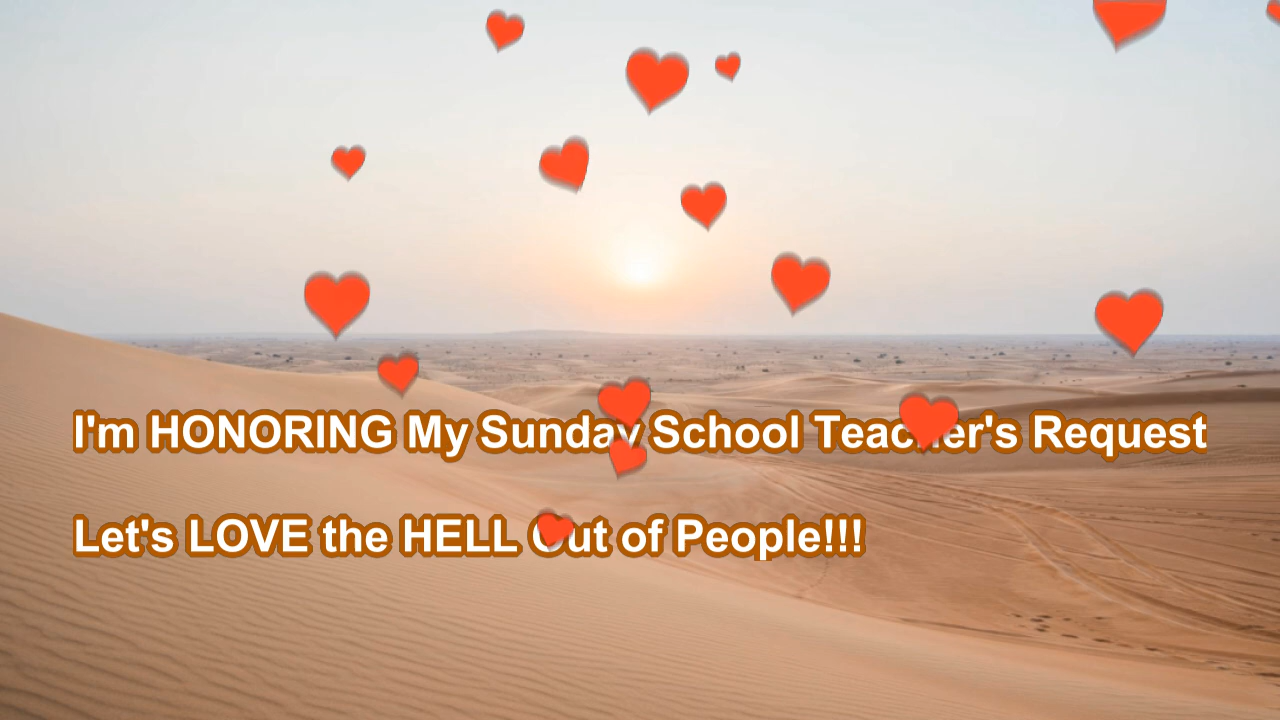 I'm HONORING My Sunday School Teacher's Request
Let's LOVE the HELL Out of People!!!